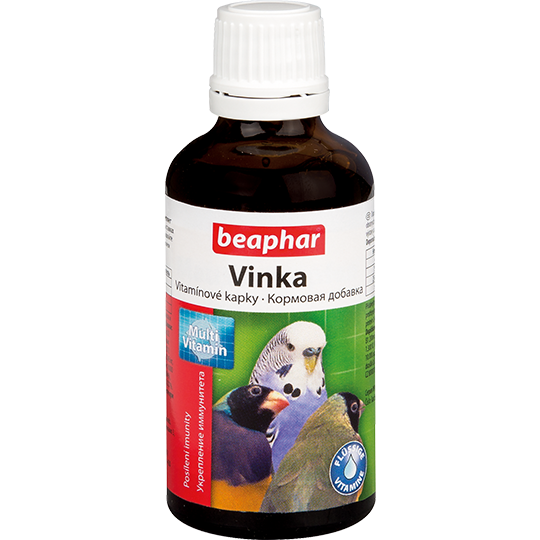 beaphar
Vinka
Vitamínové kapky · Кормовая добавка
Multi
Vitamin
Posílení imunity
Укрепление иммунитета
FLÜSSIGE
VITAMINE